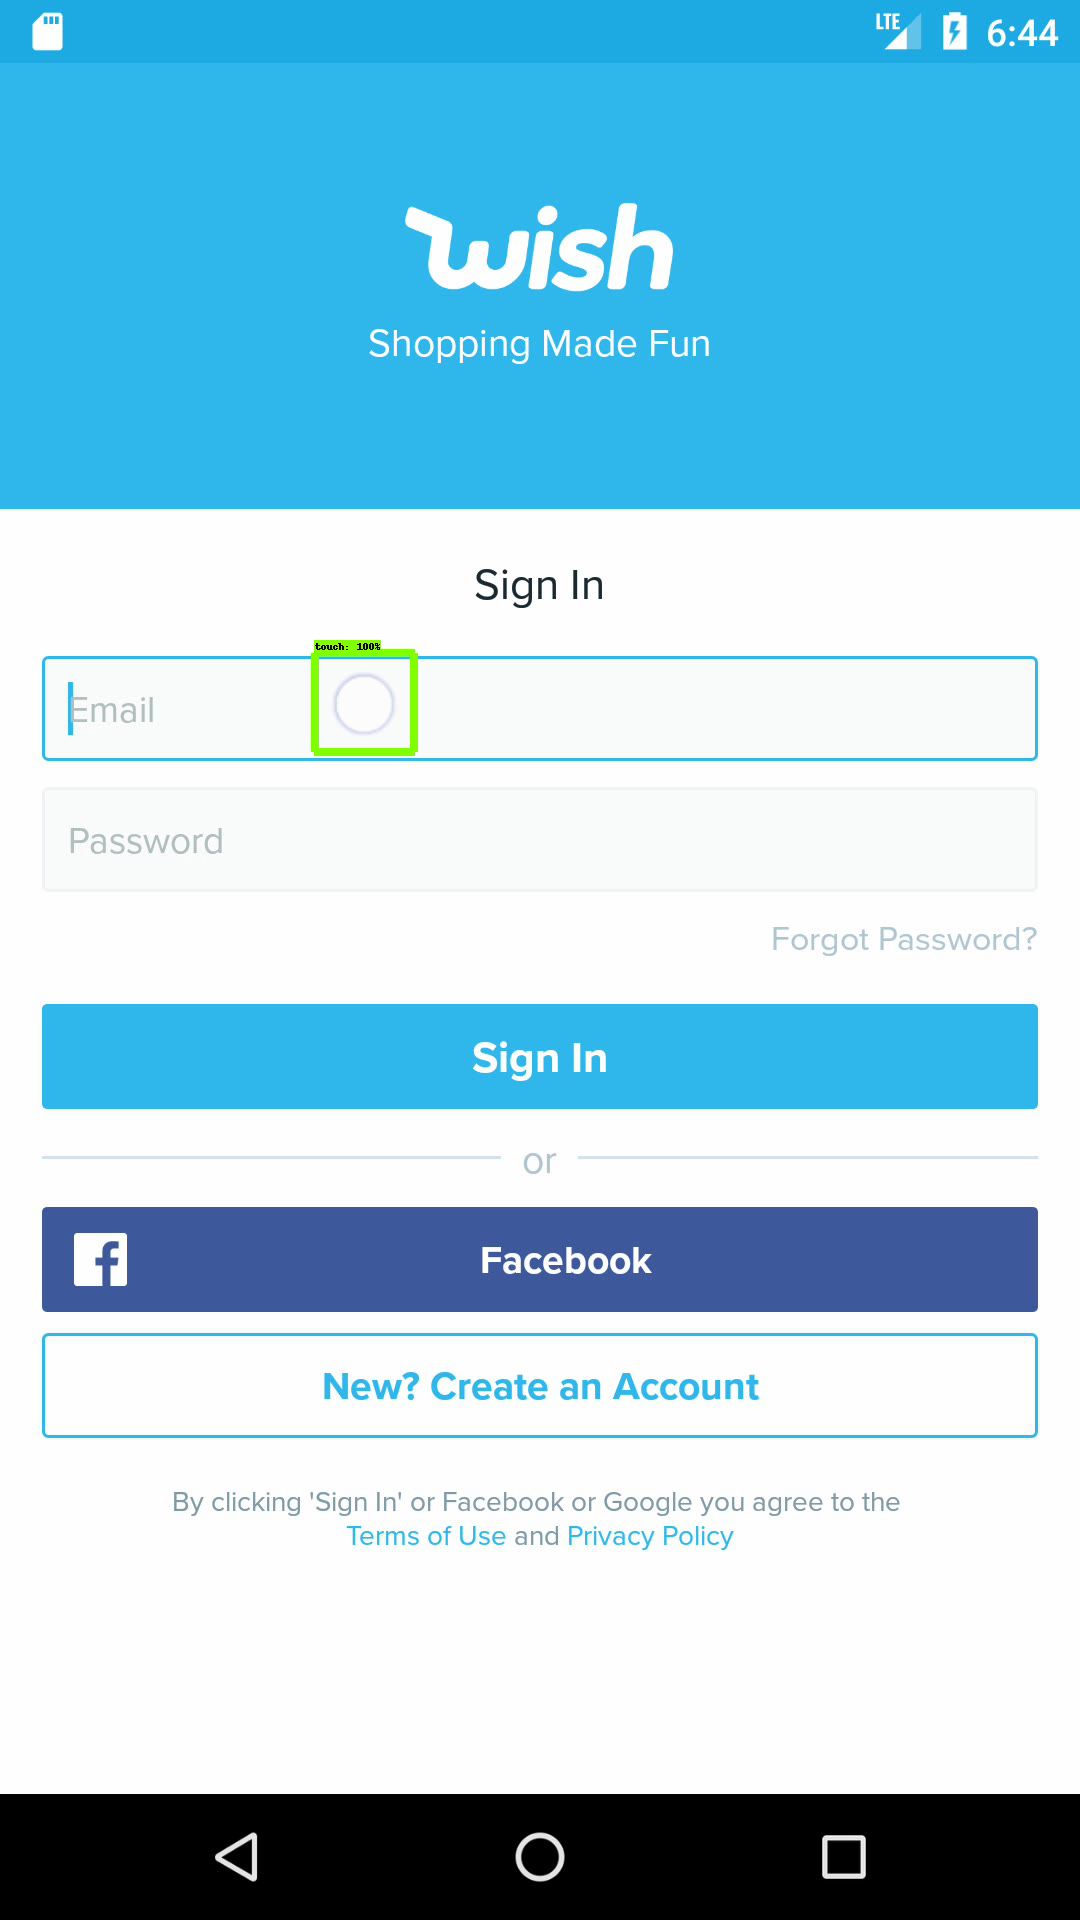 LTE 6:44
wish
Shopping Made Fun
Sign In
touch: 100%
Email
Password
Forgot Password?
Sign In
or
Facebook
New? Create an Account
By clicking 'Sign In' or Facebook or Google you agree to the
Terms of Use and Privacy Policy